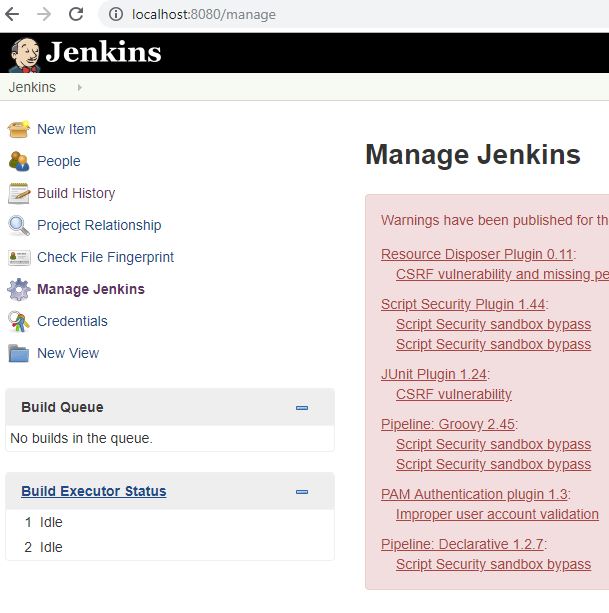 localhost:8080/manage
Jenkins
Jenkins
New Item
People
Build History
Project Relationship
Check File Fingerprint
Manage Jenkins
Credentials
New View
Build Queue
No builds in the queue.
Build Executor Status
1 Idle
2 Idle
Manage Jenkins
Warnings have been published for
Resource Disposer Plugin 0.11:
CSRF vulnerability and missing
Script Security Plugin 1.44:
Script Security sandbox bypass
Script Security sandbox bypass
JUnit Plugin 1.24:
CSRF vulnerability
Pipeline: Groovy 2.45:
Script Security sandbox bypass
Script Security sandbox bypass
PAM Authentication plugin 1.3:
Improper user account validation
Pipeline: Declarative 1.2.7:
Script Security sandbox bypass